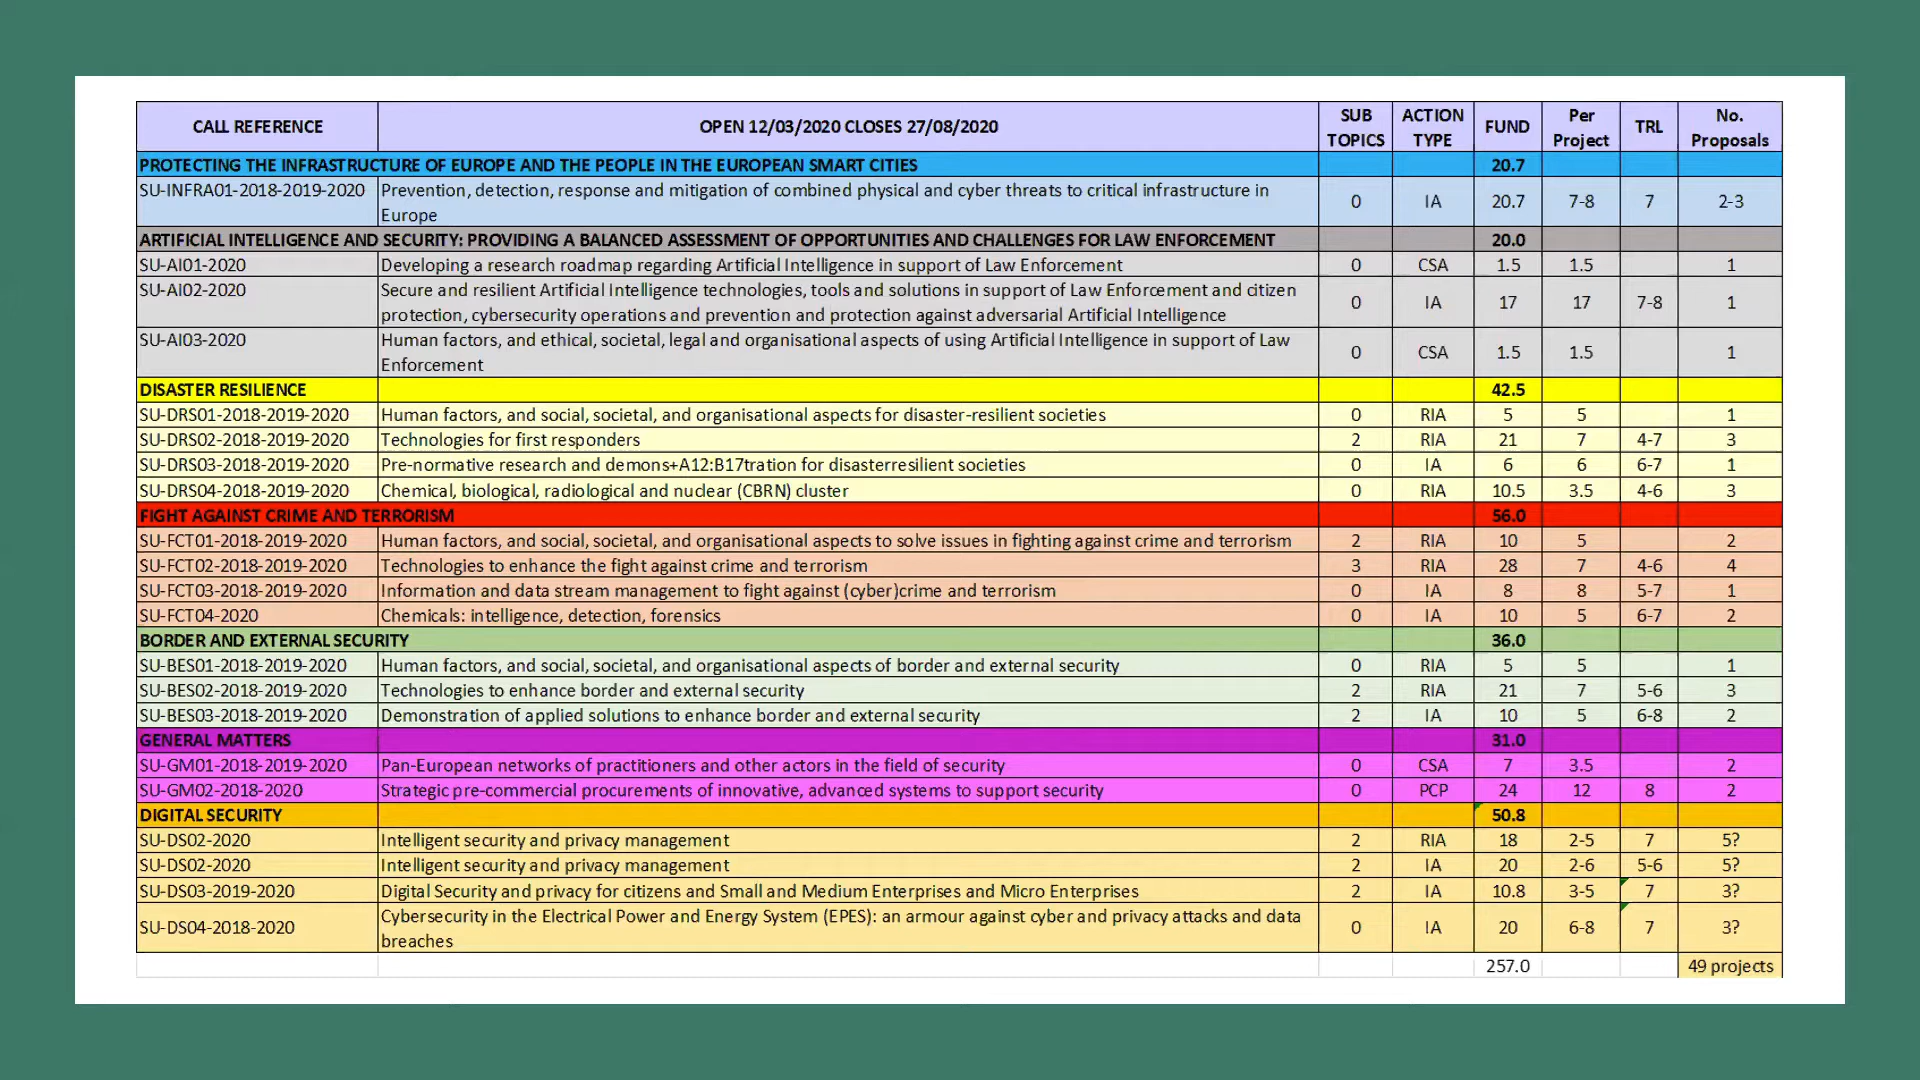 CALL REFERENCE OPEN 12/03/2020 CLOSES 27/08/2020 SUB TOPICS ACTION TYPE FUND Per Project TRL No. Proposals
PROTECTING THE INFRASTRUCTURE OF EUROPE AND THE PEOPLE IN THE EUROPEAN SMART CITIES 20.7
SU-INFRA01-2018-2019-2020 Prevention, detection, response and mitigation of combined physical and cyber threats to critical infrastructure in
Europe 0 IA 20.7 7-8 7 2-3
ARTIFICIAL INTELLIGENCE AND SECURITY: PROVIDING A BALANCED ASSESSMENT OF OPPORTUNITIES AND CHALLENGES FOR LAW ENFORCEMENT 20.0
SU-AI01-2020 Developing a research roadmap regarding Artificial Intelligence in support of Law Enforcement 0 CSA 1.5 1.5 1
SU-AI02-2020 Secure and resilient Artificial Intelligence technologies, tools and solutions in support of Law Enforcement and citizen
protection, cybersecurity operations and prevention and protection against adversarial Artificial Intelligence 0 IA 17 17 7-8 1
SU-AI03-2020 Human factors, and ethical, societal, legal and organisational aspects of using Artificial Intelligence in support of Law
Enforcement 0 CSA 1.5 1.5 1
DISASTER RESILIENCE 42.5
SU-DRS01-2018-2019-2020 Human factors, and social, societal, and organisational aspects for disaster-resilient societies 0 RIA 5 5 1
SU-DRS02-2018-2019-2020 Technologies for first responders 2 RIA 21 7 4-7 3
SU-DRS03-2018-2019-2020 Pre-normative research and demons+A12:B17tration for disasterresilient societies 0 IA 6 6 6-7 1
SU-DRS04-2018-2019-2020 Chemical, biological, radiological and nuclear (CBRN) cluster 0 RIA 10.5 3.5 4-6 3
FIGHT AGAINST CRIME AND TERRORISM 56.0
SU-FCT01-2018-2019-2020 Human factors, and social, societal, and organisational aspects to solve issues in fighting against crime and terrorism 2 RIA 10 5 2
SU-FCT02-2018-2019-2020 Technologies to enhance the fight against crime and terrorism 3 RIA 28 7 4-6 4
SU-FCT03-2018-2019-2020 Information and data stream management to fight against (cyber)crime and terrorism 0 IA 8 8 5-7 1
SU-FCT04-2020 Chemicals: intelligence, detection, forensics 0 IA 10 5 6-7 2
BORDER AND EXTERNAL SECURITY 36.0
SU-BES01-2018-2019-2020 Human factors, and social, societal, and organisational aspects of border and external security 0 RIA 5 5 1
SU-BES02-2018-2019-2020 Technologies to enhance border and external security 2 RIA 21 7 5-6 3
SU-BES03-2018-2019-2020 Demonstration of applied solutions to enhance border and external security 2 IA 10 5 6-8 2
GENERAL MATTERS 31.0
SU-GM01-2018-2019-2020 Pan-European networks of practitioners and other actors in the field of security 0 CSA 7 3.5 2
SU-GM02-2018-2020 Strategic pre-commercial procurements of innovative, advanced systems to support security 0 PCP 24 12 8 2
DIGITAL SECURITY 50.8
SU-DS02-2020 Intelligent security and privacy management 2 RIA 18 2-5 7 5?
SU-DS02-2020 Intelligent security and privacy management 2 IA 20 2-6 5-6 5?
SU-DS03-2019-2020 Digital Security and privacy for citizens and Small and Medium Enterprises and Micro Enterprises 2 IA 10.8 3-5 7 3?
SU-DS04-2018-2020 Cybersecurity in the Electrical Power and Energy System (EPES): an armour against cyber and privacy attacks and data
breaches 0 IA 20 6-8 7 3?
257.0 49 projects